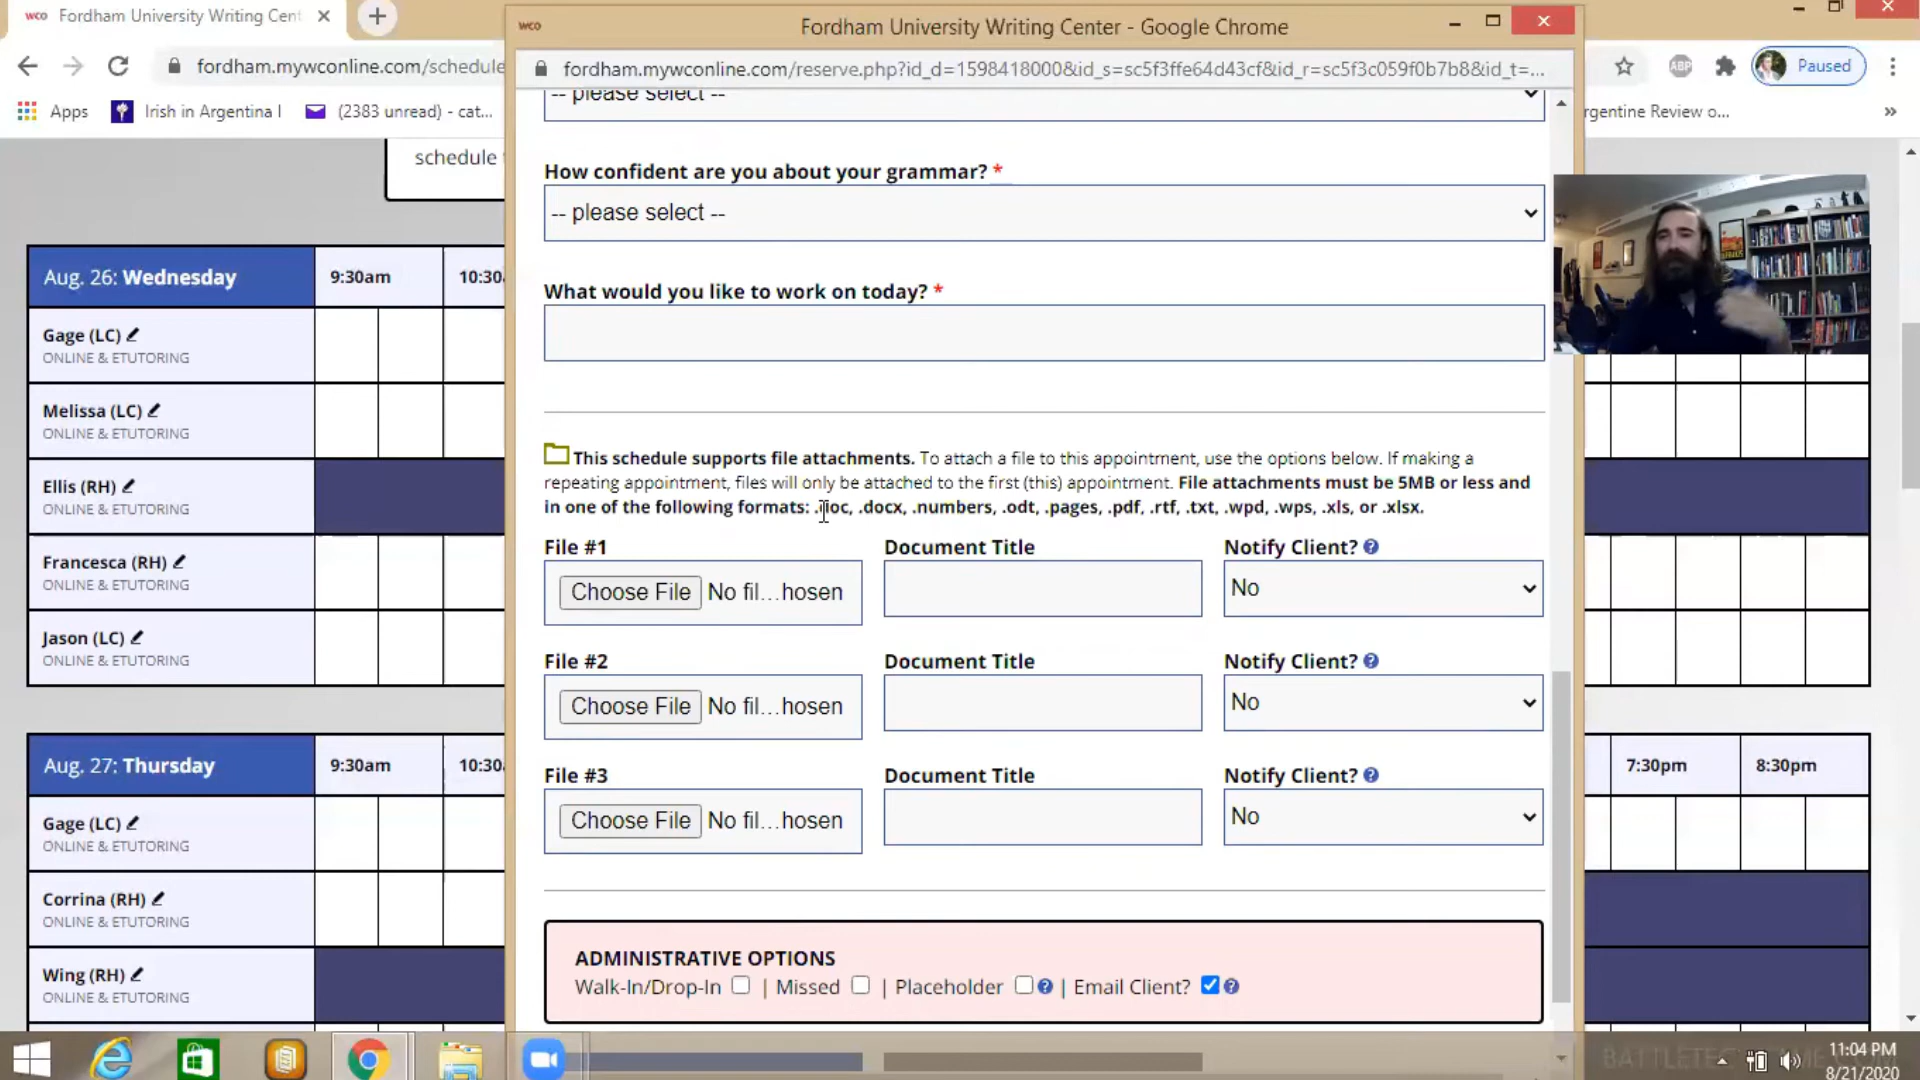 wco Fordham University Writing Cent
wco Fordham University Writing Center - Google Chrome
fordham.mywconline.com/schedule
fordham.mywconline.com/reserve.php?id_d=1598418000&id_s=sc5f3ffe64d43cf&id_r=sc5f3c059f0b7b8&id_t=...
ABP
Paused
Apps
Irish in Argentina I
(2383 unread) - cat...
rgentine Review o...
»
-- please select --
schedule
How confident are you about your grammar? *
-- please select --
What would you like to work on today? *
Aug. 26: Wednesday 9:30am 10:30
Gage (LC)
ONLINE & ETUTORING
Melissa (LC)
ONLINE & ETUTORING
Ellis (RH)
ONLINE & ETUTORING
Francesca (RH)
ONLINE & ETUTORING
Jason (LC)
ONLINE & ETUTORING
This schedule supports file attachments. To attach a file to this appointment, use the options below. If making a
repeating appointment, files will only be attached to the first (this) appointment. File attachments must be 5MB or less and
in one of the following formats: .doc, .docx, .numbers, .odt, .pages, .pdf, .rtf, .txt, .wpd, .wps, .xls, or .xlsx.
File #1 Document Title Notify Client? ?
Choose File No fil...hosen No
File #2 Document Title Notify Client? ?
Choose File No fil...hosen No
File #3 Document Title Notify Client? ?
Choose File No fil...hosen No
Aug. 27: Thursday 9:30am 10:30
7:30pm 8:30pm
Gage (LC)
ONLINE & ETUTORING
Corrina (RH)
ONLINE & ETUTORING
Wing (RH)
ONLINE & ETUTORING
ADMINISTRATIVE OPTIONS
Walk-In/Drop-In | Missed | Placeholder ? | Email Client? ?
11:04 PM
8/21/2020